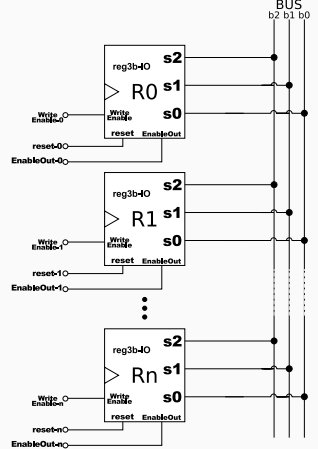 BUS
b2 b1 b0
reg3b-IO
s2
R0
s1
s0
Write
Enable-0
Write
Enable
reset
EnableOut
reset-0
EnableOut-0
reg3b-IO
s2
R1
s1
s0
Write
Enable-1
Write
Enable
reset
EnableOut
reset-1
EnableOut-1
reg3b-IO
s2
Rn
s1
s0
Write
Enable-n
Write
Enable
reset
EnableOut
reset-n
EnableOut-n